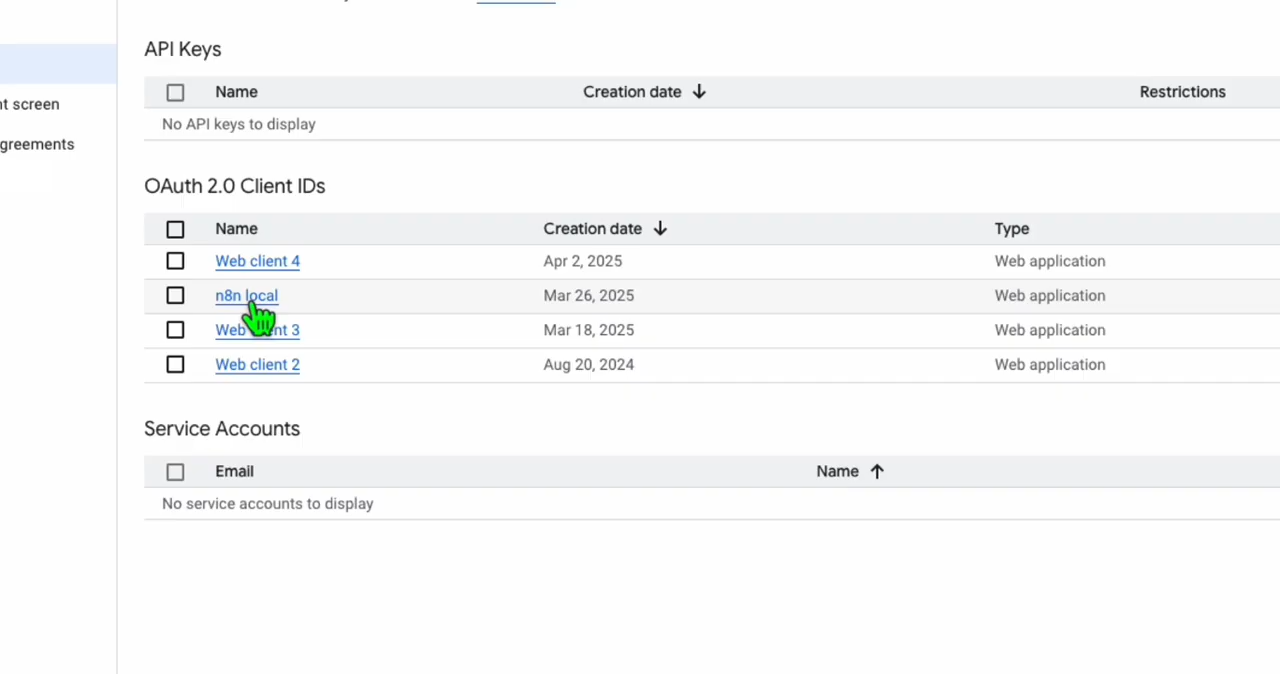 API Keys
Name Creation date Restrictions
nt screen
No API keys to display
greements
OAuth 2.0 Client IDs
Name Creation date Type
Web client 4 Apr 2, 2025 Web application
n8n local Mar 26, 2025 Web application
Web client 3 Mar 18, 2025 Web application
Web client 2 Aug 20, 2024 Web application
Service Accounts
Email Name
No service accounts to display